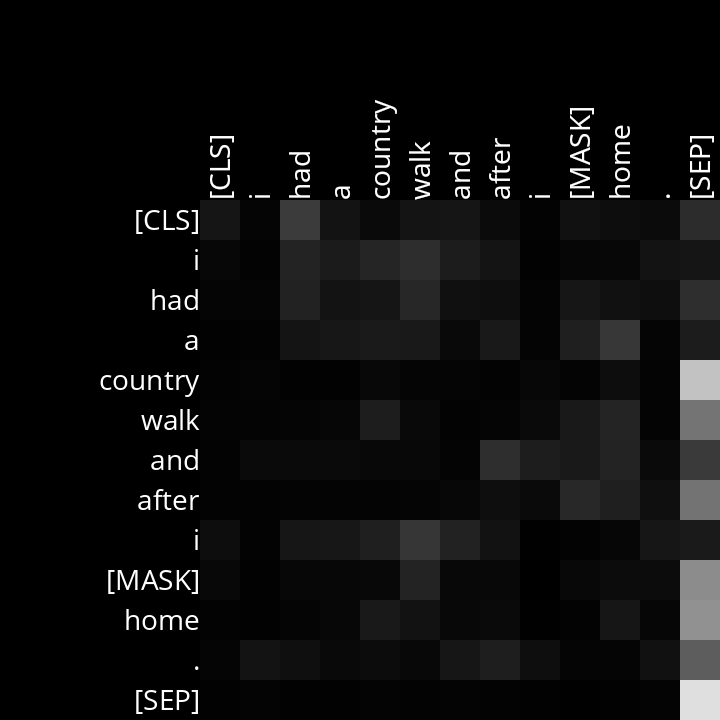 [CLS] i had a country walk and after i [MASK] home . [SEP]
[CLS]
i
had
a
country
walk
and
after
i
[MASK]
home
.
[SEP]